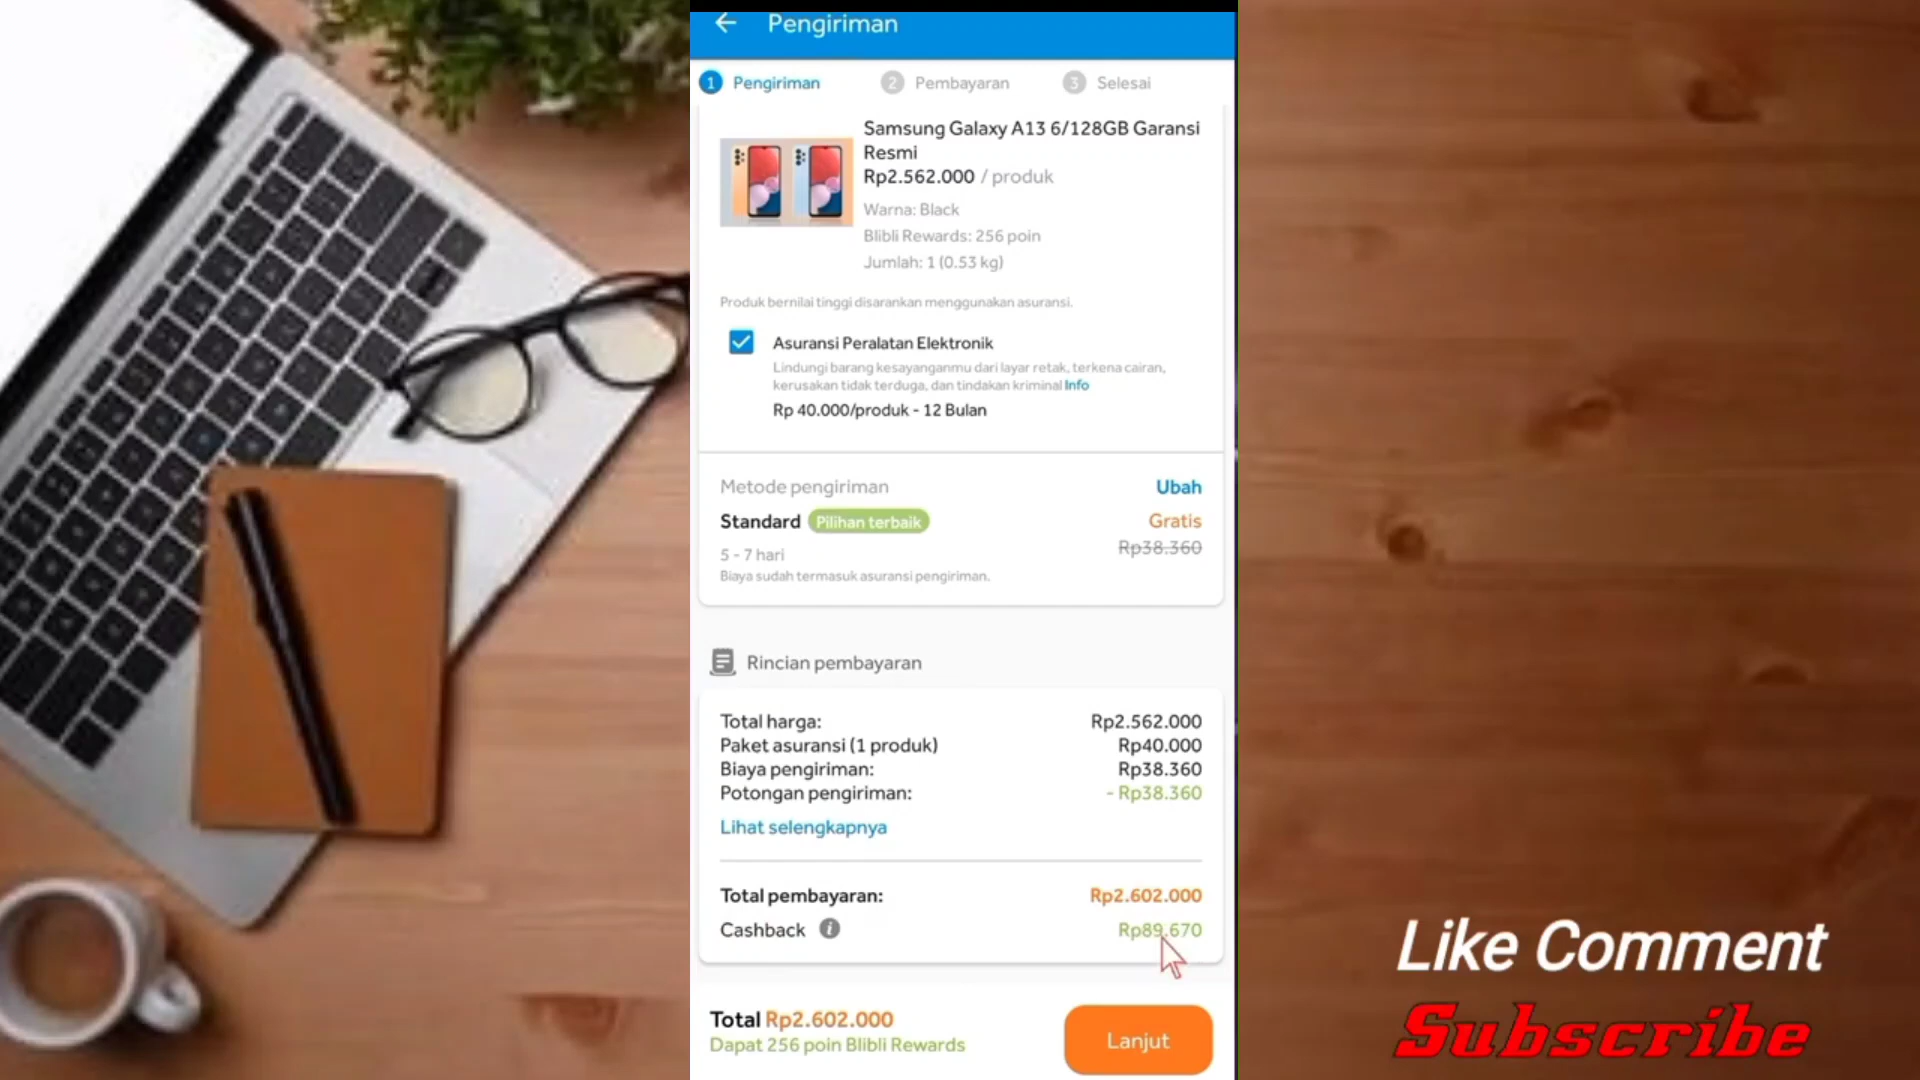 Pengiriman
1 Pengiriman 2 Pembayaran 3 Selesai
Samsung Galaxy A13 6/128GB Garansi
Resmi
Rp2.562.000 / produk
Warna: Black
Blibli Rewards: 256 poin
Jumlah: 1 (0.53 kg)
Produk bernilai tinggi disarankan menggunakan asuransi.
Asuransi Peralatan Elektronik
Lindungi barang kesayanganmu dari layar retak, terkena cairan,
kerusakan tidak terduga, dan tindakan kriminal Info
Rp 40.000/produk - 12 Bulan
Metode pengiriman Ubah
Standard Pilihan terbaik Gratis
Rp38.360
5 - 7 hari
Biaya sudah termasuk asuransi pengiriman.
Rincian pembayaran
Total harga: Rp2.562.000
Paket asuransi (1 produk) Rp40.000
Biaya pengiriman: Rp38.360
Potongan pengiriman: - Rp38.360
Lihat selengkapnya
Total pembayaran: Rp2.602.000
Cashback i Rp89.670
Total Rp2.602.000
Dapat 256 poin Blibli Rewards
Lanjut
Like Comment
Subscribe